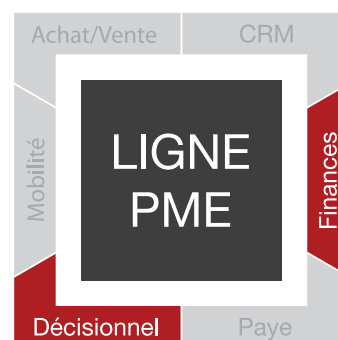 Achat/Vente
CRM
Mobilité
LIGNE
PME
Finances
Décisionnel
Paye